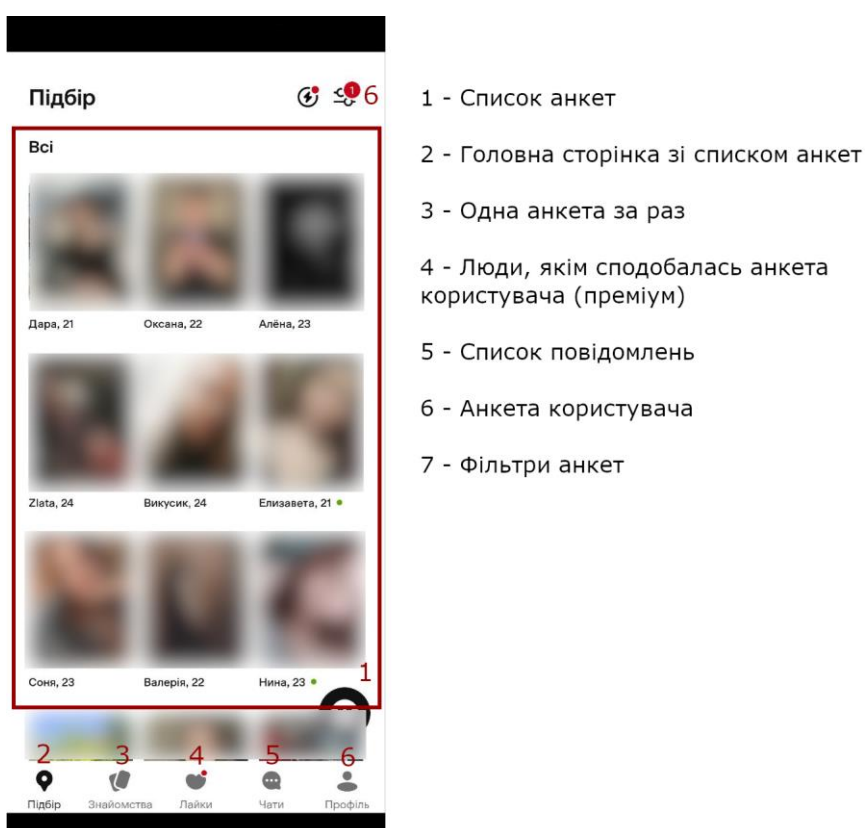 Підбір
1
6
Всі
Дара, 21
Оксана, 22
Алёна, 23
Zlata, 24
Викусик, 24
Елизавета, 21
Соня, 23
Валерія, 22
Нина, 23
1
2
3
4
5
6
Підбір
Знайомства
Лайки
Чати
Профіль
1 - Список анкет
2 - Головна сторінка зі списком анкет
3 - Одна анкета за раз
4 - Люди, якім сподобалась анкета
користувача (преміум)
5 - Список повідомлень
6 - Анкета користувача
7 - Фільтри анкет